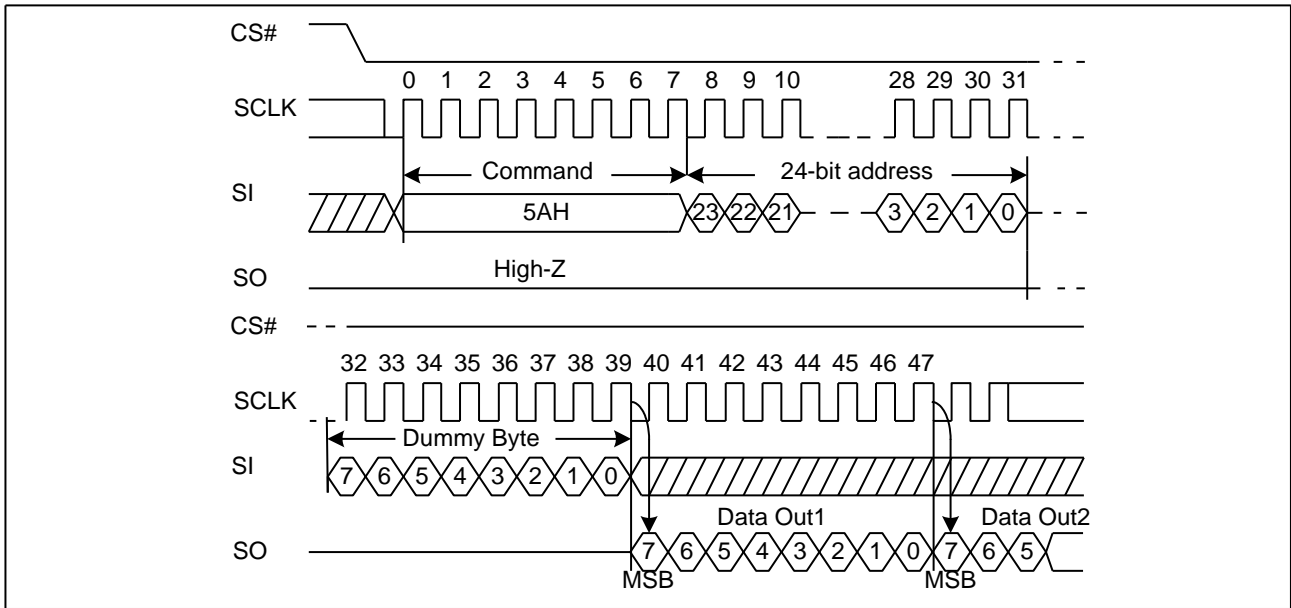 CS#
0 1 2 3 4 5 6 7 8 9 10 28 29 30 31
SCLK
Command 24-bit address
SI
5AH 23 22 21 3 2 1 0
High-Z
SO
CS#
32 33 34 35 36 37 38 39 40 41 42 43 44 45 46 47
SCLK
Dummy Byte
SI
7 6 5 4 3 2 1 0
Data Out1 Data Out2
SO
7 6 5 4 3 2 1 0 7 6 5
MSB MSB